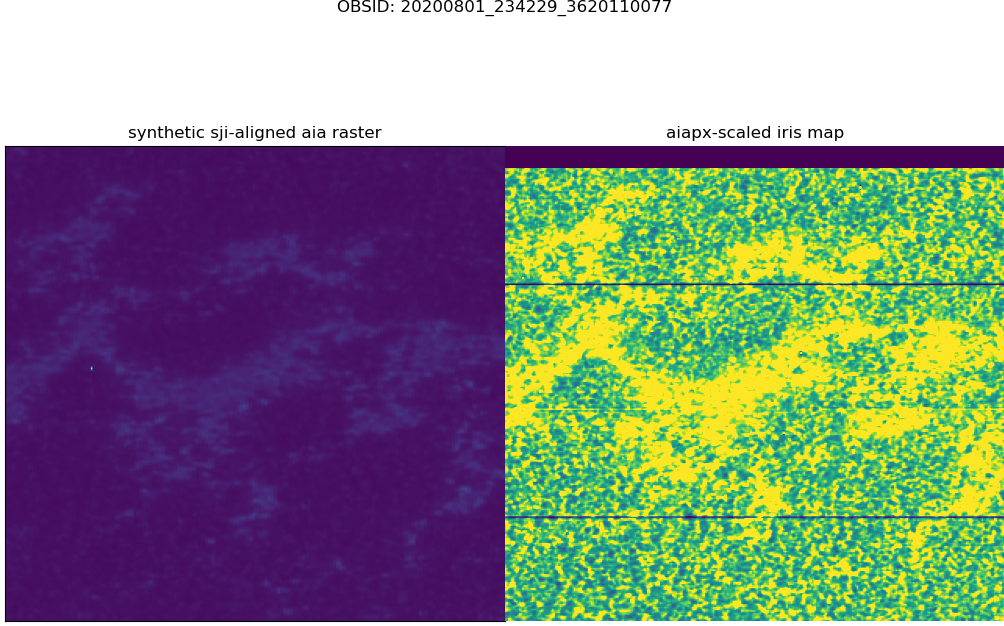 OBSID: 20200801_234229_3620110077
synthetic sji-aligned aia raster
aiapx-scaled iris map